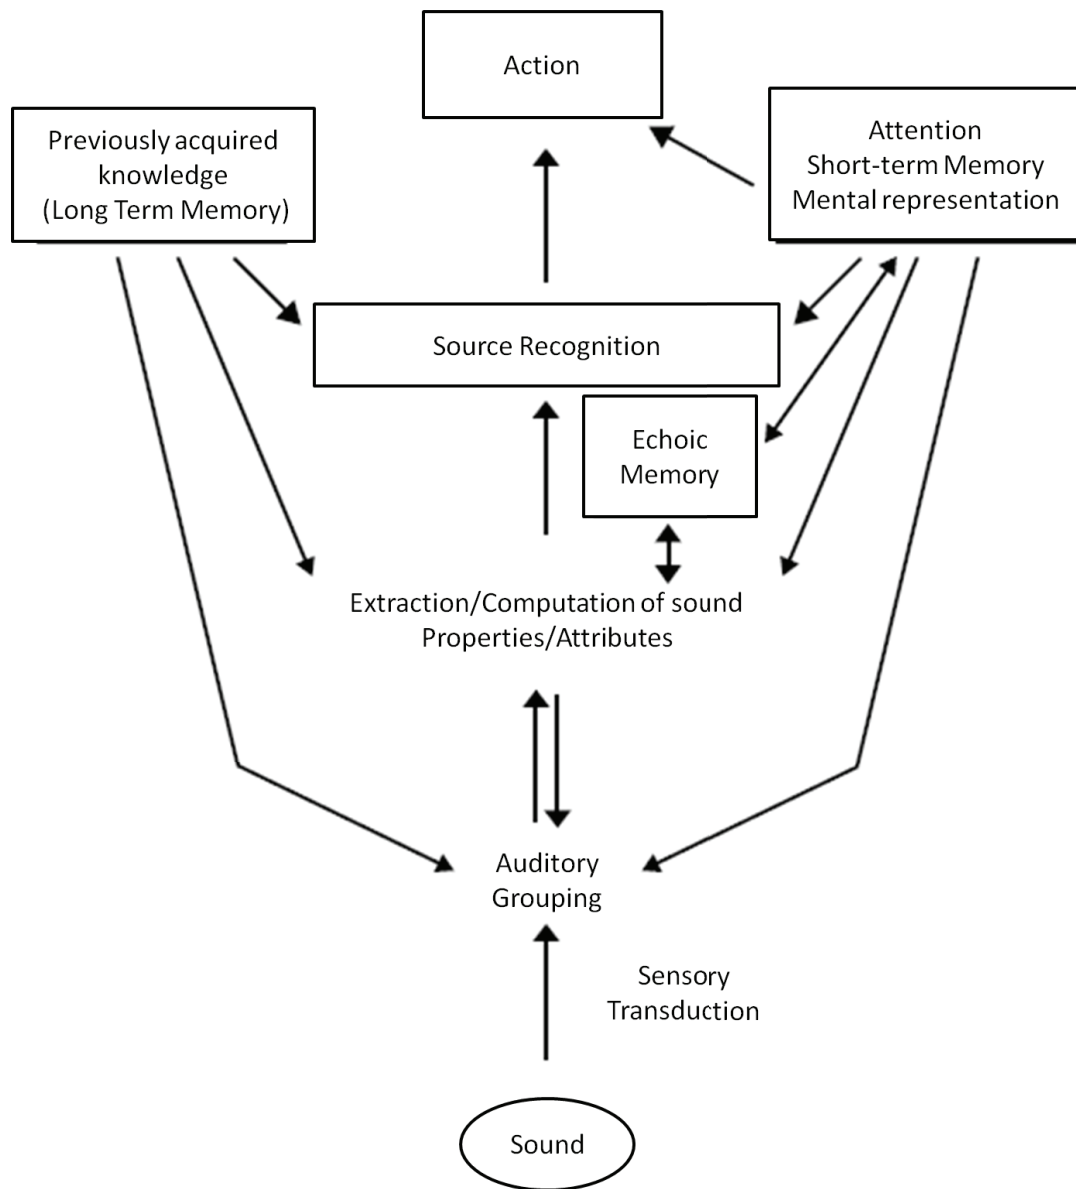 Action
Previously acquired
knowledge
(Long Term Memory)
Attention
Short-term Memory
Mental representation
Source Recognition
Echoic
Memory
Extraction/Computation of sound
Properties/Attributes
Auditory
Grouping
Sensory
Transduction
Sound